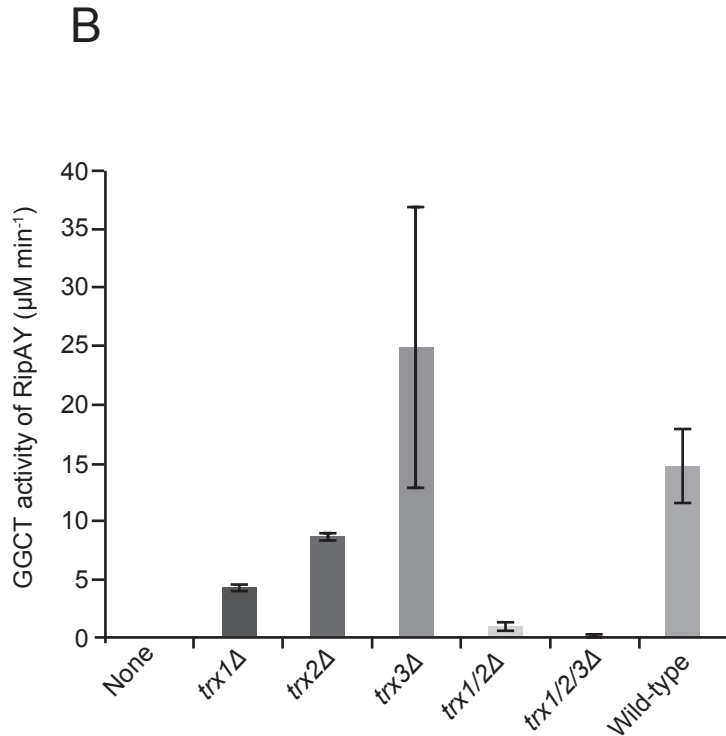 B
GGCT activity of RipAY (µM min⁻¹)
40
35
30
25
20
15
10
5
0
None
trx1Δ
trx2Δ
trx3Δ
trx1/2Δ
trx1/2/3Δ
Wild-type